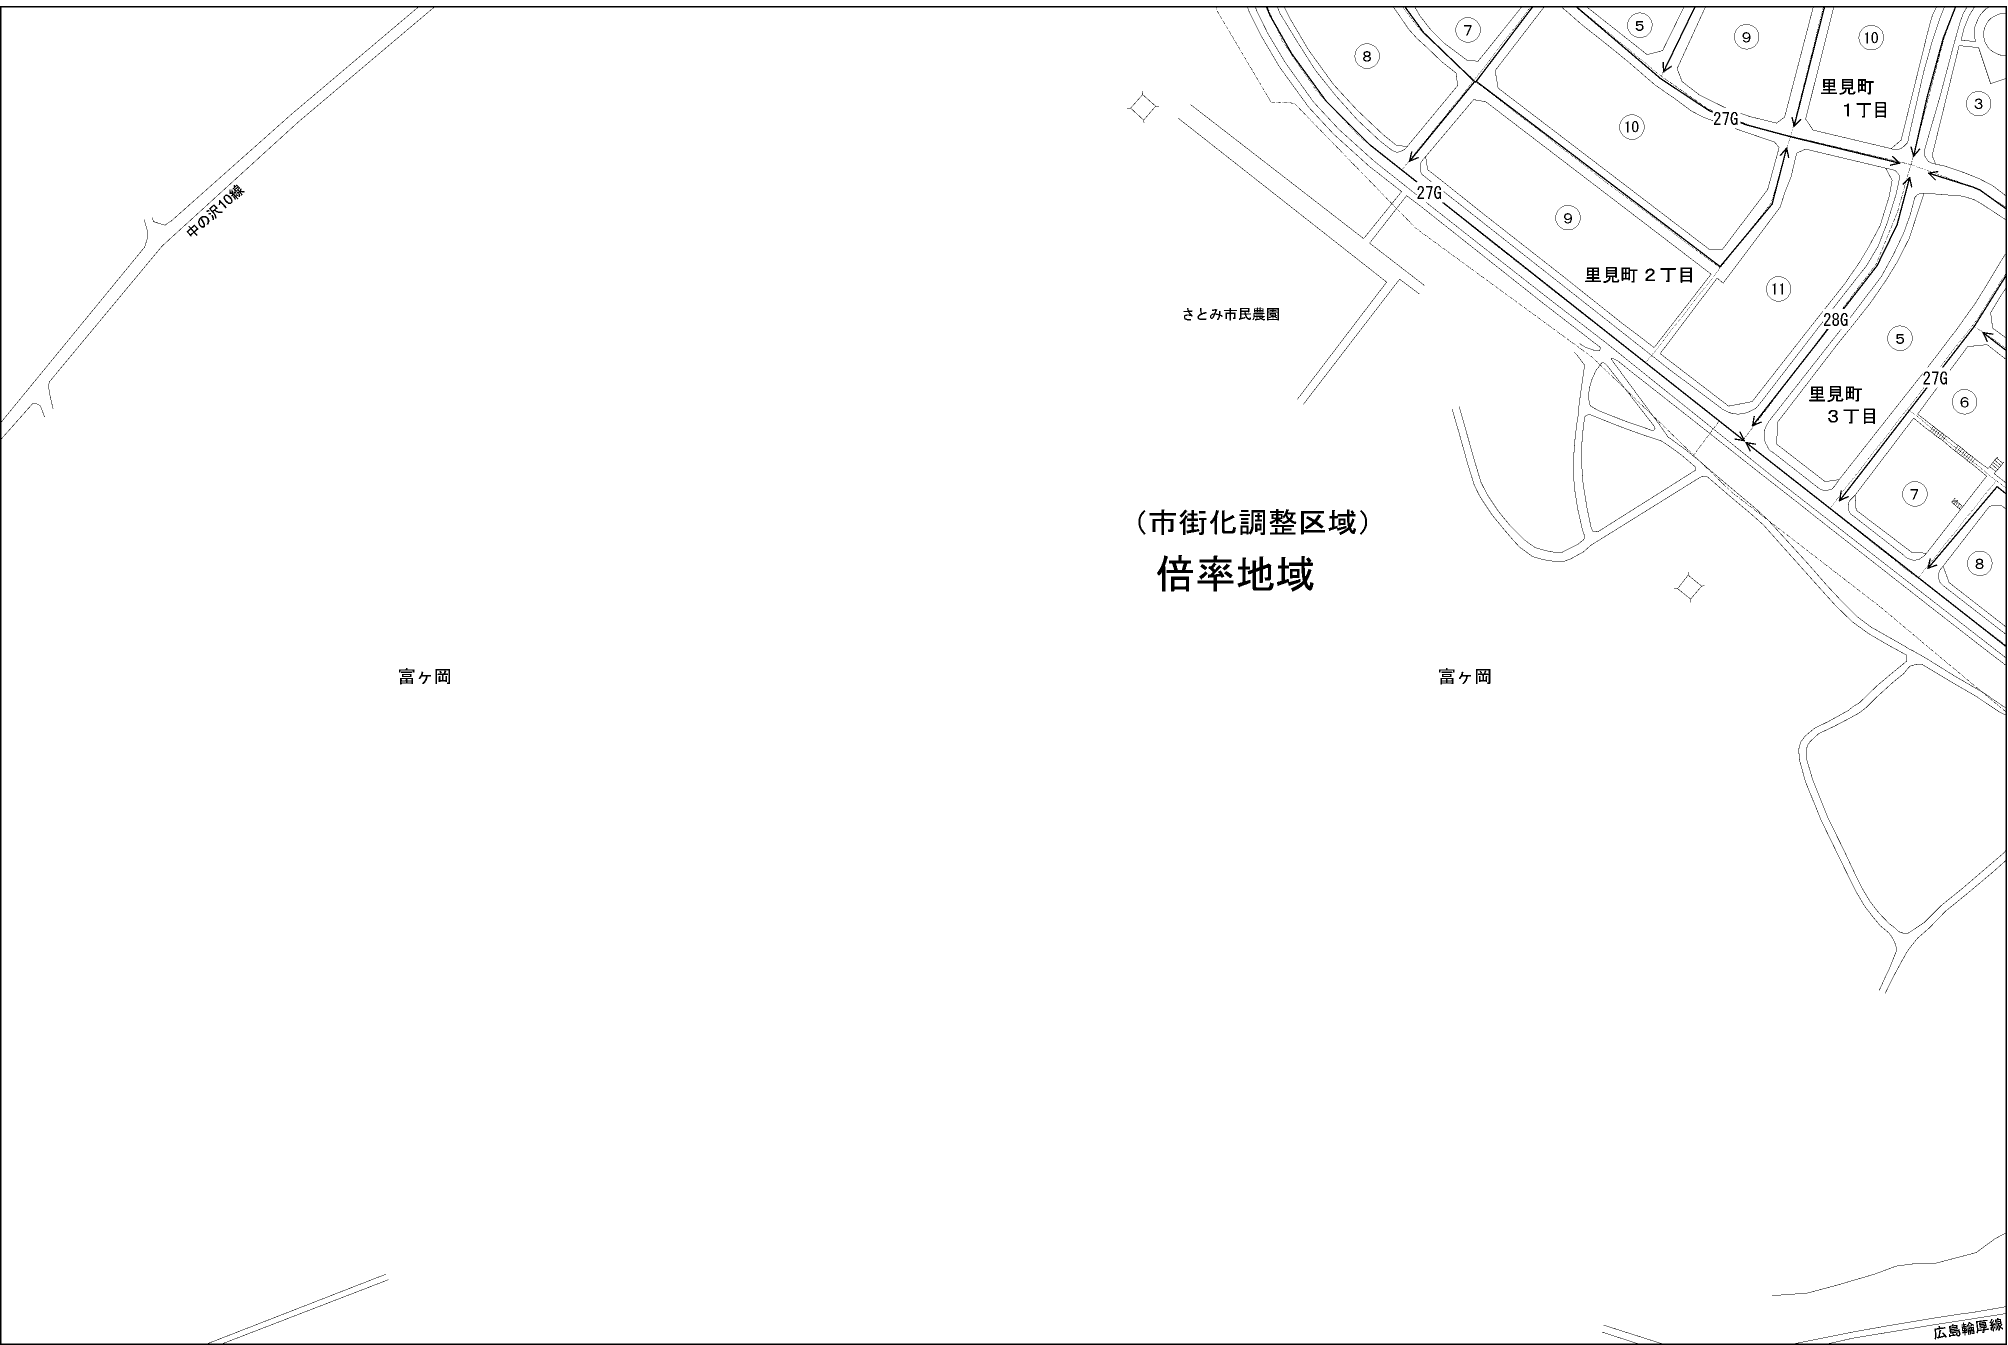 ⑤
⑦
⑨
⑩
⑧
里見町
1丁目
③
27G
⑩
中の沢10線
27G
⑨
里見町2丁目
⑪
さとみ市民農園
28G
⑤
27G
里見町
3丁目
⑥
⑦
(市街化調整区域)
倍率地域
⑧
富ヶ岡
富ヶ岡
広島輪厚線